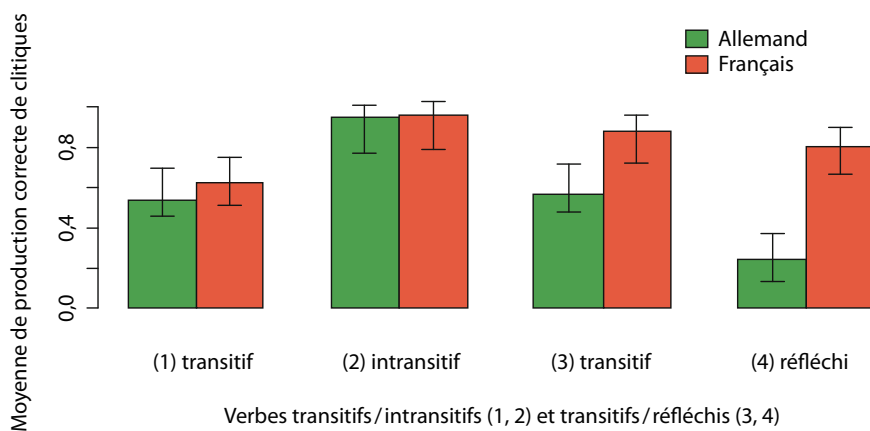 Allemand
Français
Moyenne de production correcte de clitiques
0,8
0,4
0,0
(1) transitif
(2) intransitif
(3) transitif
(4) réfléchi
Verbes transitifs/intransitifs (1, 2) et transitifs/réfléchis (3, 4)